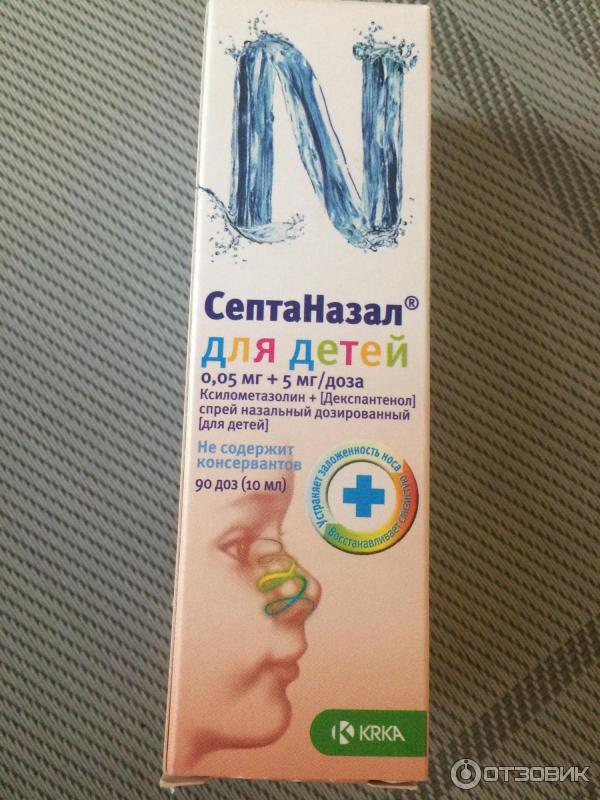 N
СептаНазал®
для детей
0,05 мг + 5 мг/доза
Ксилометазолин + [Декспантенол]
спрей назальный дозированный
[для детей]
Не содержит
консервантов
90 доз (10 мл)
Устраняет заложенность носа
Восстанавливает слизистую
KRKA
ОТЗОВИК